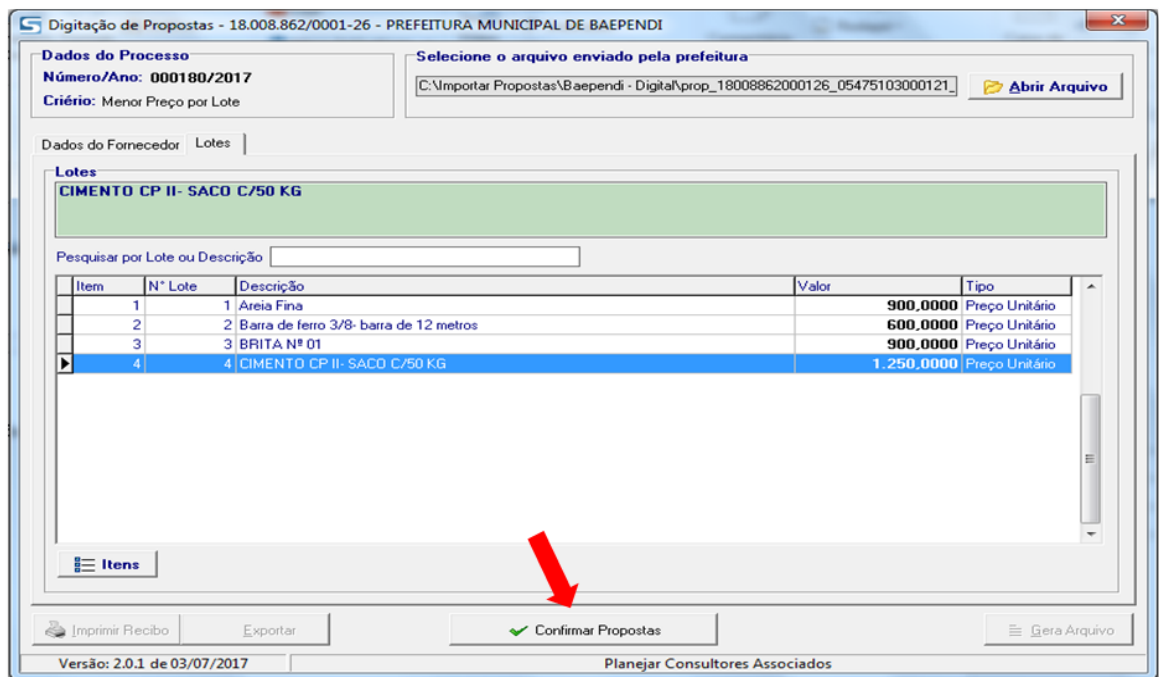 Digitação de Propostas - 18.008.862/0001-26 - PREFEITURA MUNICIPAL DE BAEPENDI
Dados do Processo
Número/Ano: 000180/2017
Criério: Menor Preço por Lote
Selecione o arquivo enviado pela prefeitura
C:\Importar Propostas\Baependi - Digital\prop_18008862000126_05475103000121_
Abrir Arquivo
Dados do Fornecedor Lotes
Lotes
CIMENTO CP II- SACO C/50 KG
Pesquisar por Lote ou Descrição
Item N° Lote Descrição Valor Tipo
1 1 Areia Fina 900,0000 Preço Unitário
2 2 Barra de ferro 3/8- barra de 12 metros 600,0000 Preço Unitário
3 3 BRITA Nº 01 900,0000 Preço Unitário
4 4 CIMENTO CP II- SACO C/50 KG 1.250,0000 Preço Unitário
Itens
Imprimir Recibo Exportar Confirmar Propostas Gera Arquivo
Versão: 2.0.1 de 03/07/2017 Planejar Consultores Associados